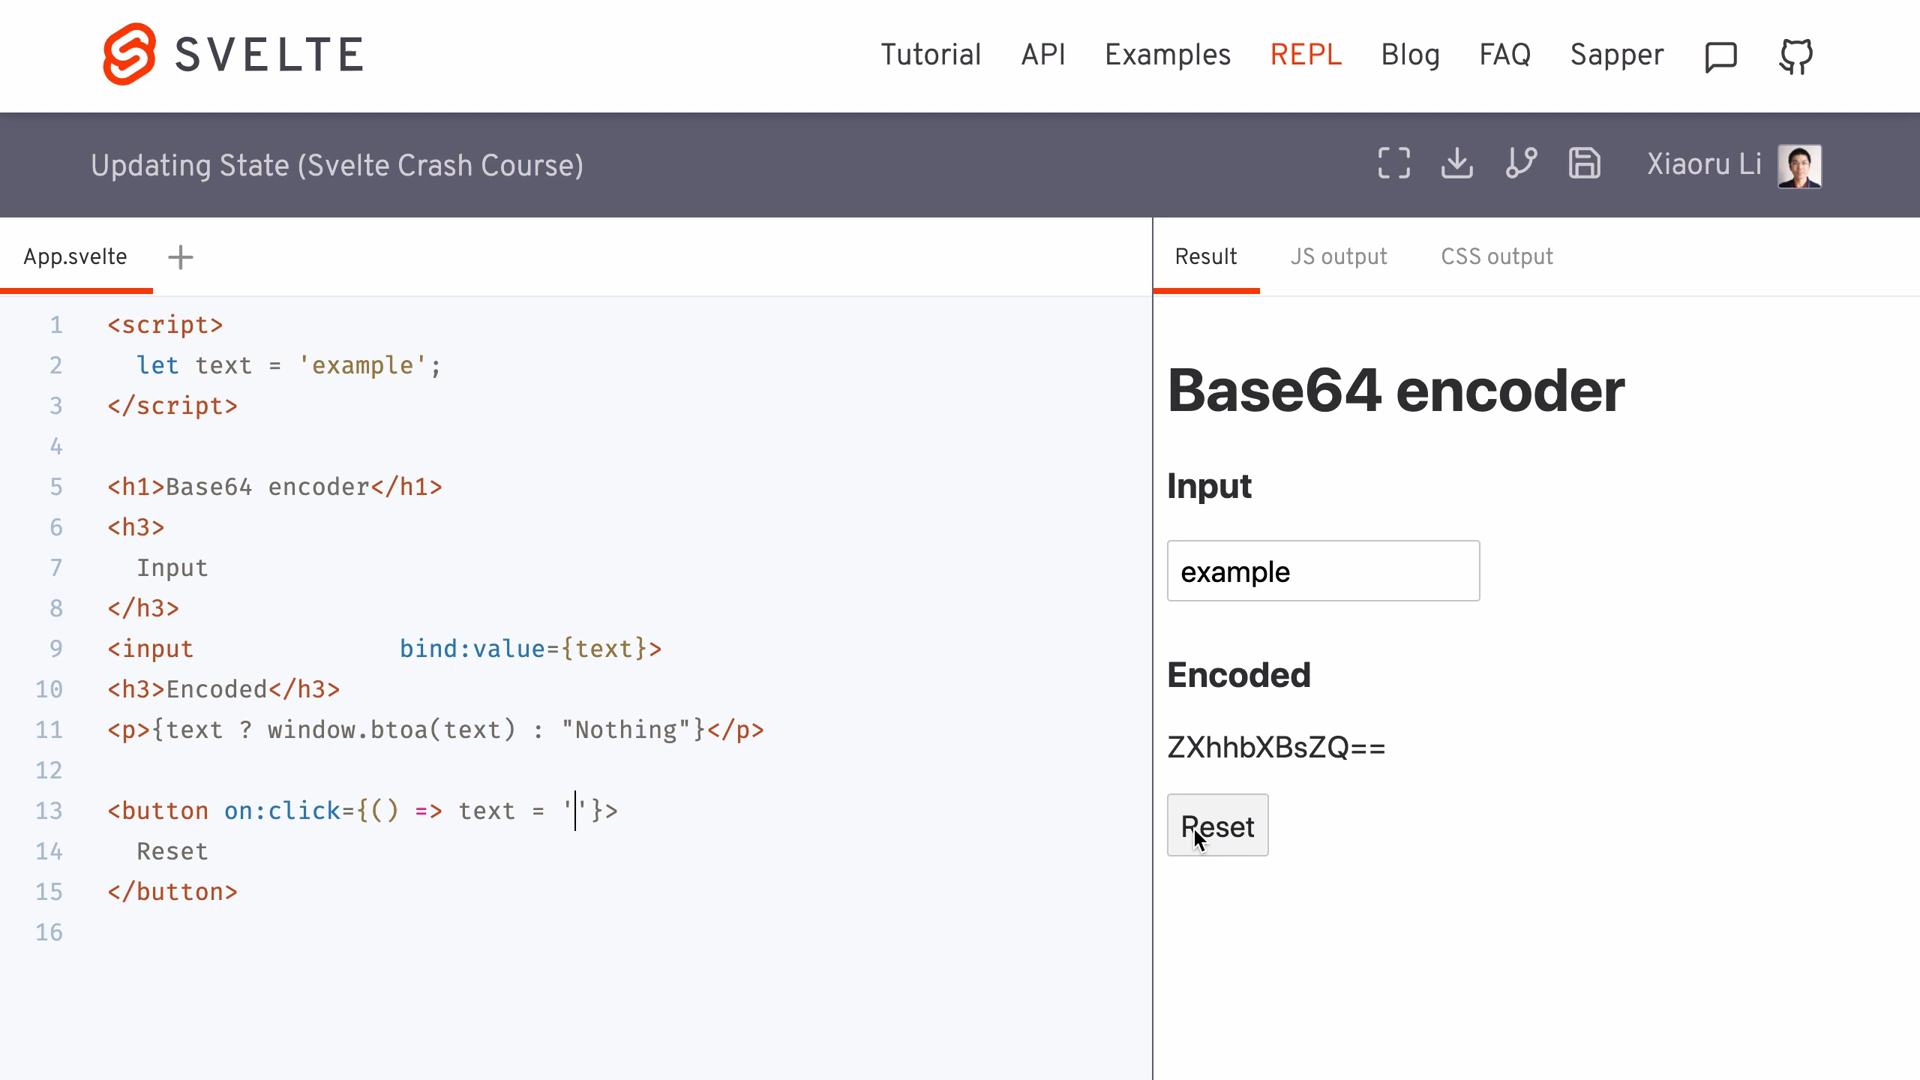 SVELTE
Tutorial API Examples REPL Blog FAQ Sapper
Updating State (Svelte Crash Course)
Xiaoru Li
App.svelte
Result JS output CSS output
1 <script>
2 let text = 'example';
3 </script>
4
5 <h1>Base64 encoder</h1>
6 <h3>
7 Input
8 </h3>
9 <input bind:value={text}>
10 <h3>Encoded</h3>
11 <p>{text ? window.btoa(text) : "Nothing"}</p>
12
13 <button on:click={() => text = ''}>
14 Reset
15 </button>
16
Base64 encoder
Input
example
Encoded
ZXhhbXBsZQ==
Reset